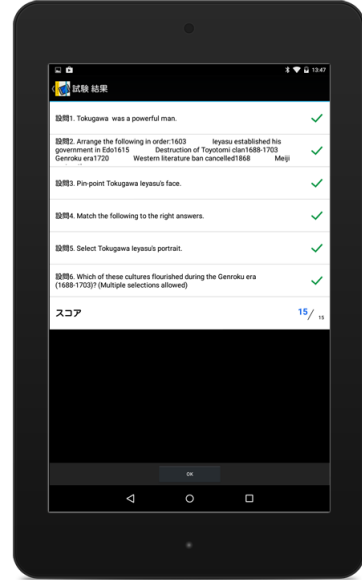 13:47
試験 結果
設問1. Tokugawa was a powerful man.
設問2. Arrange the following in order:1603 Ieyasu established his
government in Edo1615 Destruction of Toyotomi clan1688-1703
Genroku era1720 Western literature ban cancelled1868 Meiji
設問3. Pin-point Tokugawa Ieyasu's face.
設問4. Match the following to the right answers.
設問5. Select Tokugawa Ieyasu's portrait.
設問6. Which of these cultures flourished during the Genroku era
(1688-1703)? (Multiple selections allowed)
スコア 15/ 15
OK